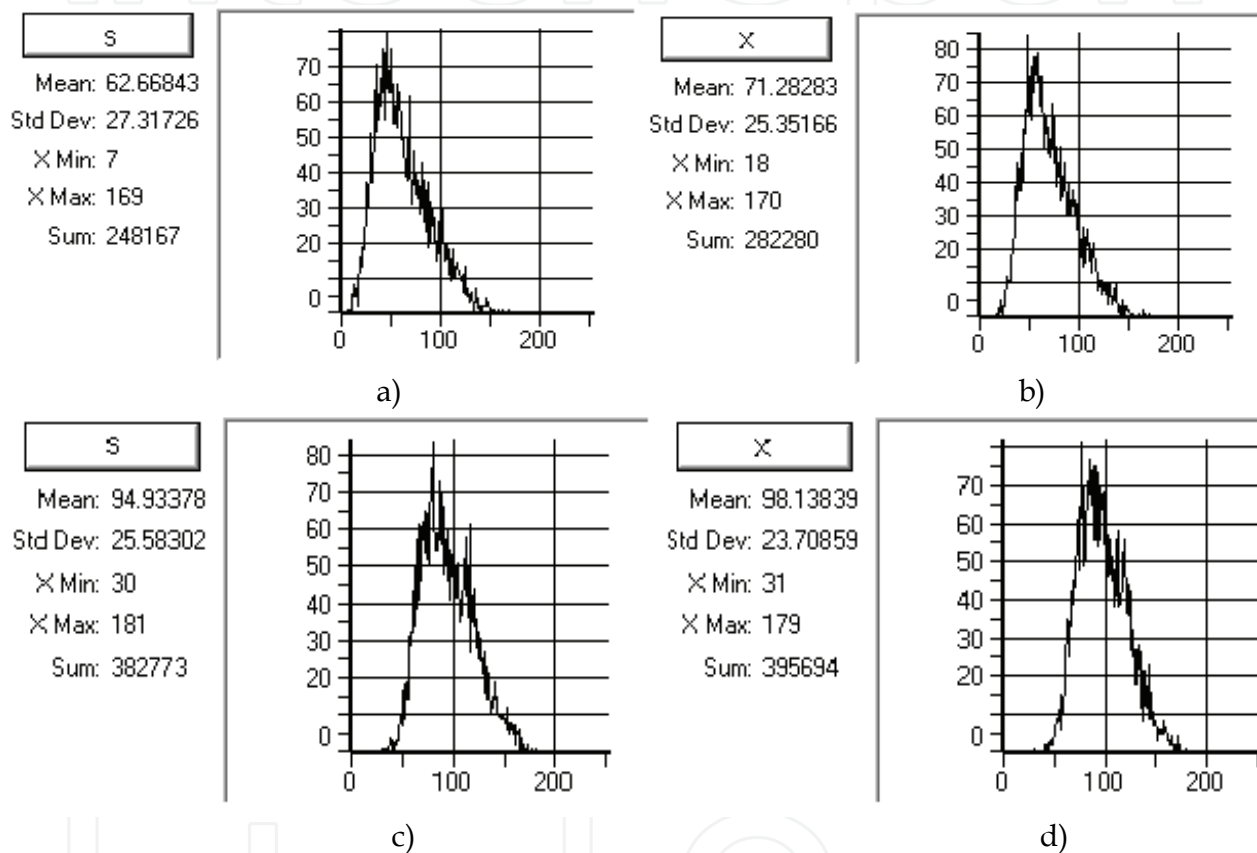 S
Mean: 62.66843
Std Dev: 27.31726
X Min: 7
X Max: 169
Sum: 248167
70
60
50
40
30
20
0
0 100 200
a)
X
Mean: 71.28283
Std Dev: 25.35166
X Min: 18
X Max: 170
Sum: 282280
80
70
60
50
40
30
20
0
0 100 200
b)
S
Mean: 94.93378
Std Dev: 25.58302
X Min: 30
X Max: 181
Sum: 382773
80
70
60
50
40
30
20
0
0 100 200
c)
X
Mean: 98.13839
Std Dev: 23.70859
X Min: 31
X Max: 179
Sum: 395694
70
60
50
40
30
20
0
0 100 200
d)